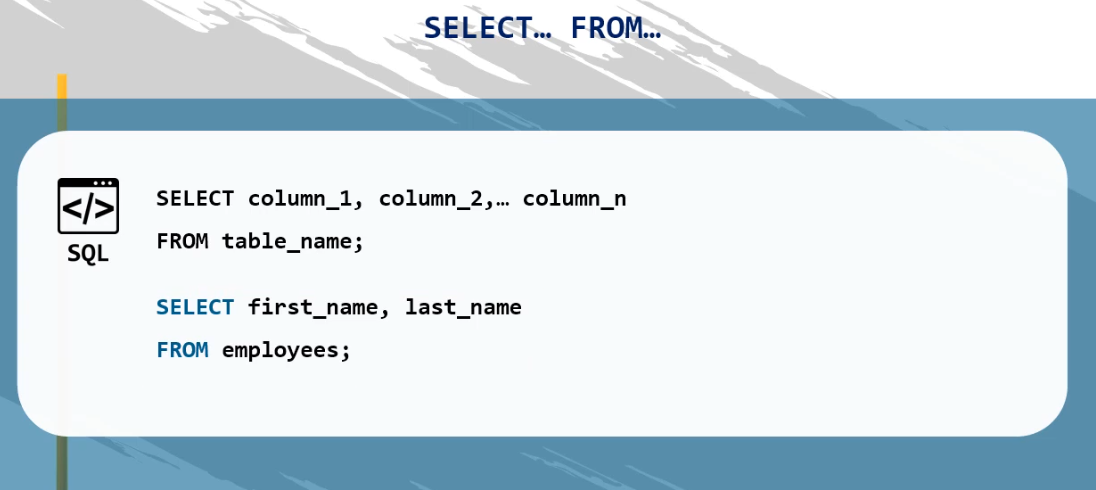 SELECT… FROM…
</>
SQL
SELECT column_1, column_2,… column_n
FROM table_name;
SELECT first_name, last_name
FROM employees;